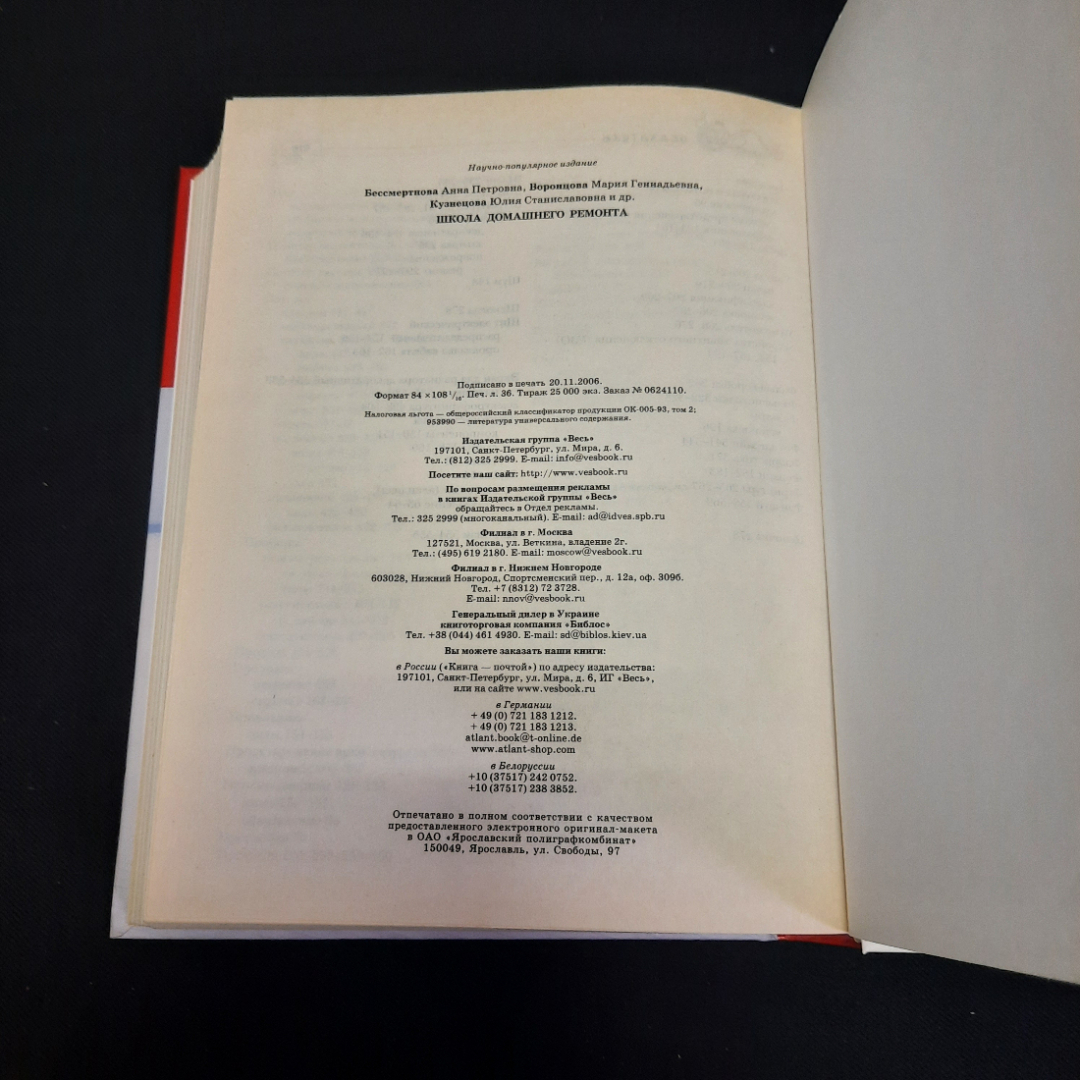 Научно-популярное издание
Бессмертнова Анна Петровна, Воронцова Мария Геннадьевна,
Кузнецова Юлия Станиславовна и др.
ШКОЛА ДОМАШНЕГО РЕМОНТА
Подписано в печать 20.11.2006.
Формат 84 ×108 1/16. Печ. л. 36. Тираж 25 000 экз. Заказ № 0624110.
Налоговая льгота — общероссийский классификатор продукции ОК-005-93, том 2;
953990 — литература универсального содержания.
Издательская группа «Весь»
197101, Санкт-Петербург, ул. Мира, д. 6.
Тел.: (812) 325 2999. E-mail: info@vesbook.ru
Посетите наш сайт: http://www.vesbook.ru
По вопросам размещения рекламы
в книгах Издательской группы «Весь»
обращайтесь в Отдел рекламы.
Тел.: 325 2999 (многоканальный). E-mail: ad@idves.spb.ru
Филиал в г. Москва
127521, Москва, ул. Веткина, владение 2г.
Тел.: (495) 619 2180. E-mail: moscow@vesbook.ru
Филиал в г. Нижнем Новгороде
603028, Нижний Новгород, Спортсменский пер., д. 12а, оф. 309б.
Тел. +7 (8312) 72 3728.
E-mail: nnov@vesbook.ru
Генеральный дилер в Украине
книготорговая компания «Библос»
Тел. +38 (044) 461 4930. E-mail: sd@biblos.kiev.ua
Вы можете заказать наши книги:
в России («Книга — почтой») по адресу издательства:
197101, Санкт-Петербург, ул. Мира, д. 6, ИГ «Весь»,
или на сайте www.vesbook.ru
в Германии
+ 49 (0) 721 183 1212.
+ 49 (0) 721 183 1213.
atlant.book@t-online.de
www.atlant-shop.com
в Белоруссии
+10 (37517) 242 0752.
+10 (37517) 238 3852.
Отпечатано в полном соответствии с качеством
предоставленного электронного оригинал-макета
в ОАО «Ярославский полиграфкомбинат»
150049, Ярославль, ул. Свободы, 97